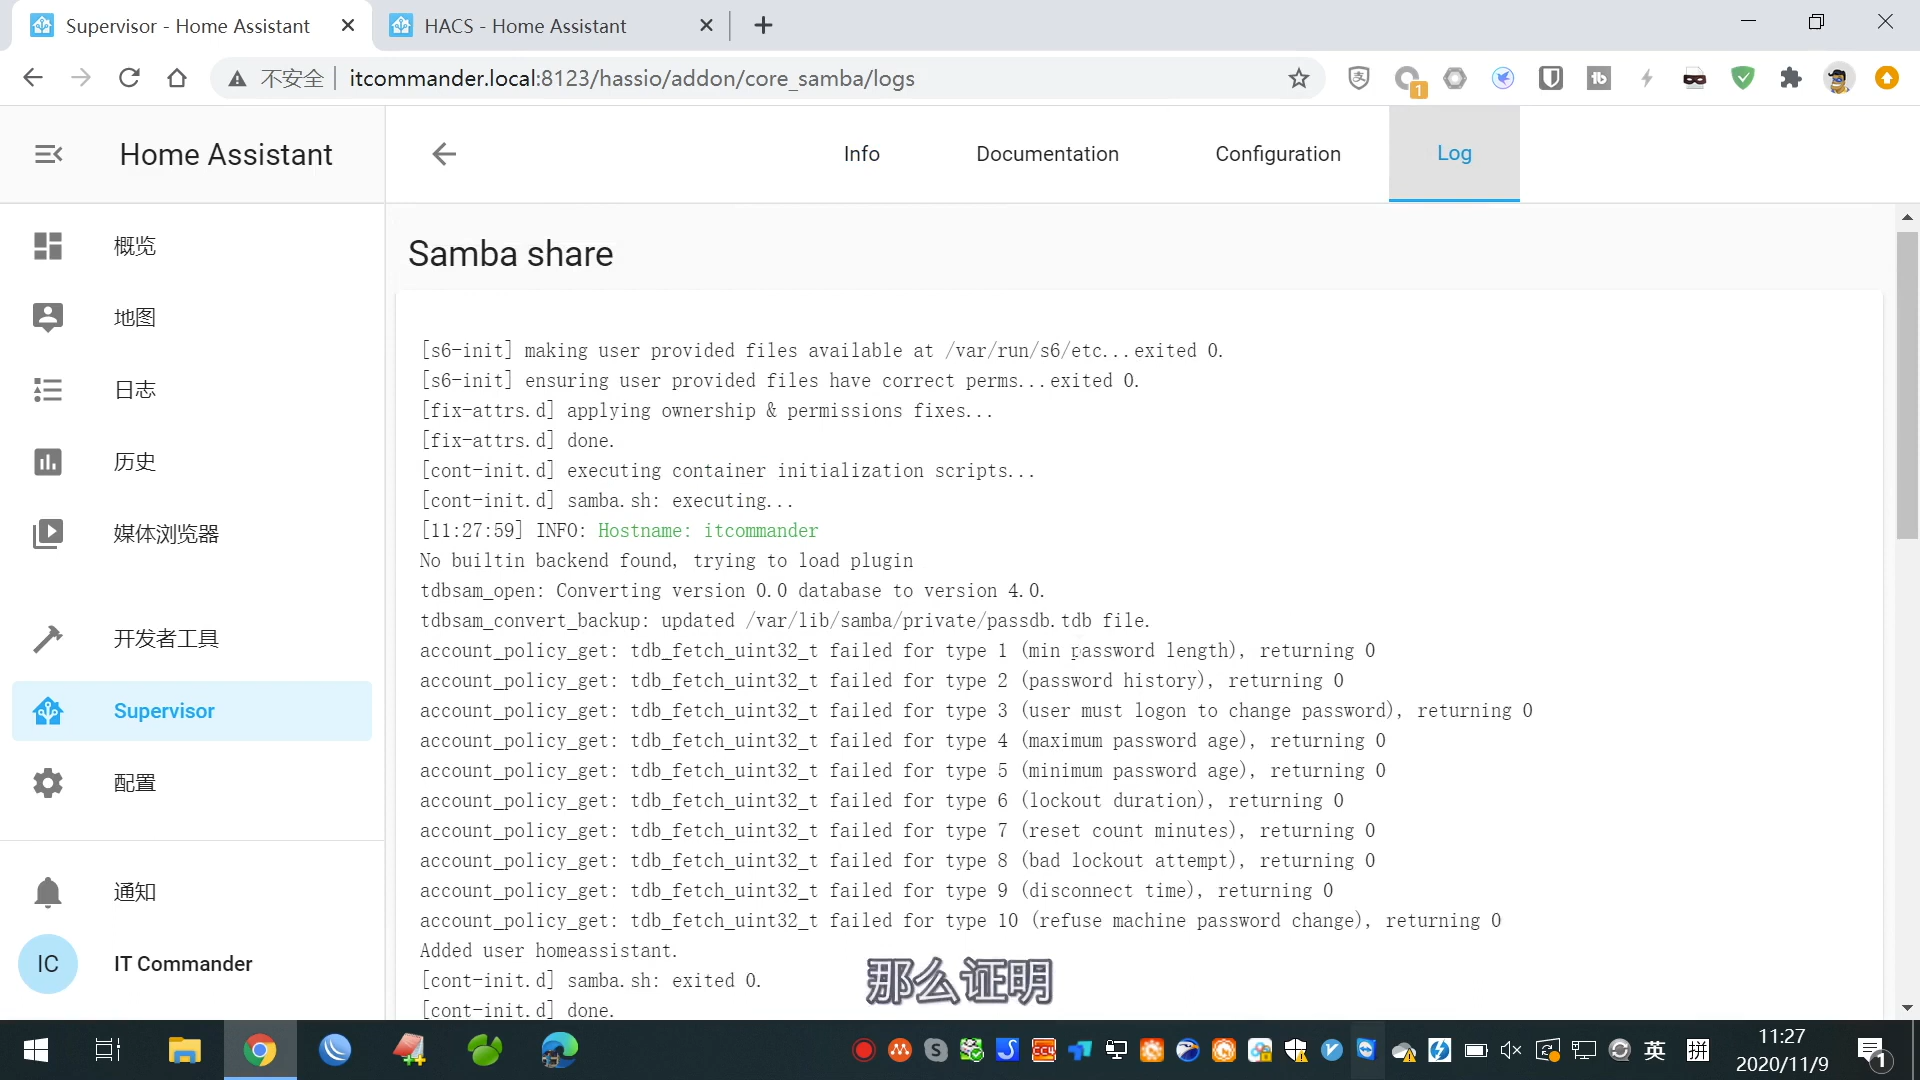 Supervisor - Home Assistant
HACS - Home Assistant
不安全
itcommander.local:8123/hassio/addon/core_samba/logs
1
Home Assistant
Info
Documentation
Configuration
Log
概览
地图
日志
历史
媒体浏览器
开发者工具
Supervisor
配置
通知
IC
IT Commander
Samba share
[s6-init] making user provided files available at /var/run/s6/etc...exited 0.
[s6-init] ensuring user provided files have correct perms...exited 0.
[fix-attrs.d] applying ownership & permissions fixes...
[fix-attrs.d] done.
[cont-init.d] executing container initialization scripts...
[cont-init.d] samba.sh: executing...
[11:27:59] INFO: Hostname: itcommander
No builtin backend found, trying to load plugin
tdbsam_open: Converting version 0.0 database to version 4.0.
tdbsam_convert_backup: updated /var/lib/samba/private/passdb.tdb file.
account_policy_get: tdb_fetch_uint32_t failed for type 1 (min password length), returning 0
account_policy_get: tdb_fetch_uint32_t failed for type 2 (password history), returning 0
account_policy_get: tdb_fetch_uint32_t failed for type 3 (user must logon to change password), returning 0
account_policy_get: tdb_fetch_uint32_t failed for type 4 (maximum password age), returning 0
account_policy_get: tdb_fetch_uint32_t failed for type 5 (minimum password age), returning 0
account_policy_get: tdb_fetch_uint32_t failed for type 6 (lockout duration), returning 0
account_policy_get: tdb_fetch_uint32_t failed for type 7 (reset count minutes), returning 0
account_policy_get: tdb_fetch_uint32_t failed for type 8 (bad lockout attempt), returning 0
account_policy_get: tdb_fetch_uint32_t failed for type 9 (disconnect time), returning 0
account_policy_get: tdb_fetch_uint32_t failed for type 10 (refuse machine password change), returning 0
Added user homeassistant.
[cont-init.d] samba.sh: exited 0.
[cont-init.d] done.
那么证明
英
拼
11:27
2020/11/9
1